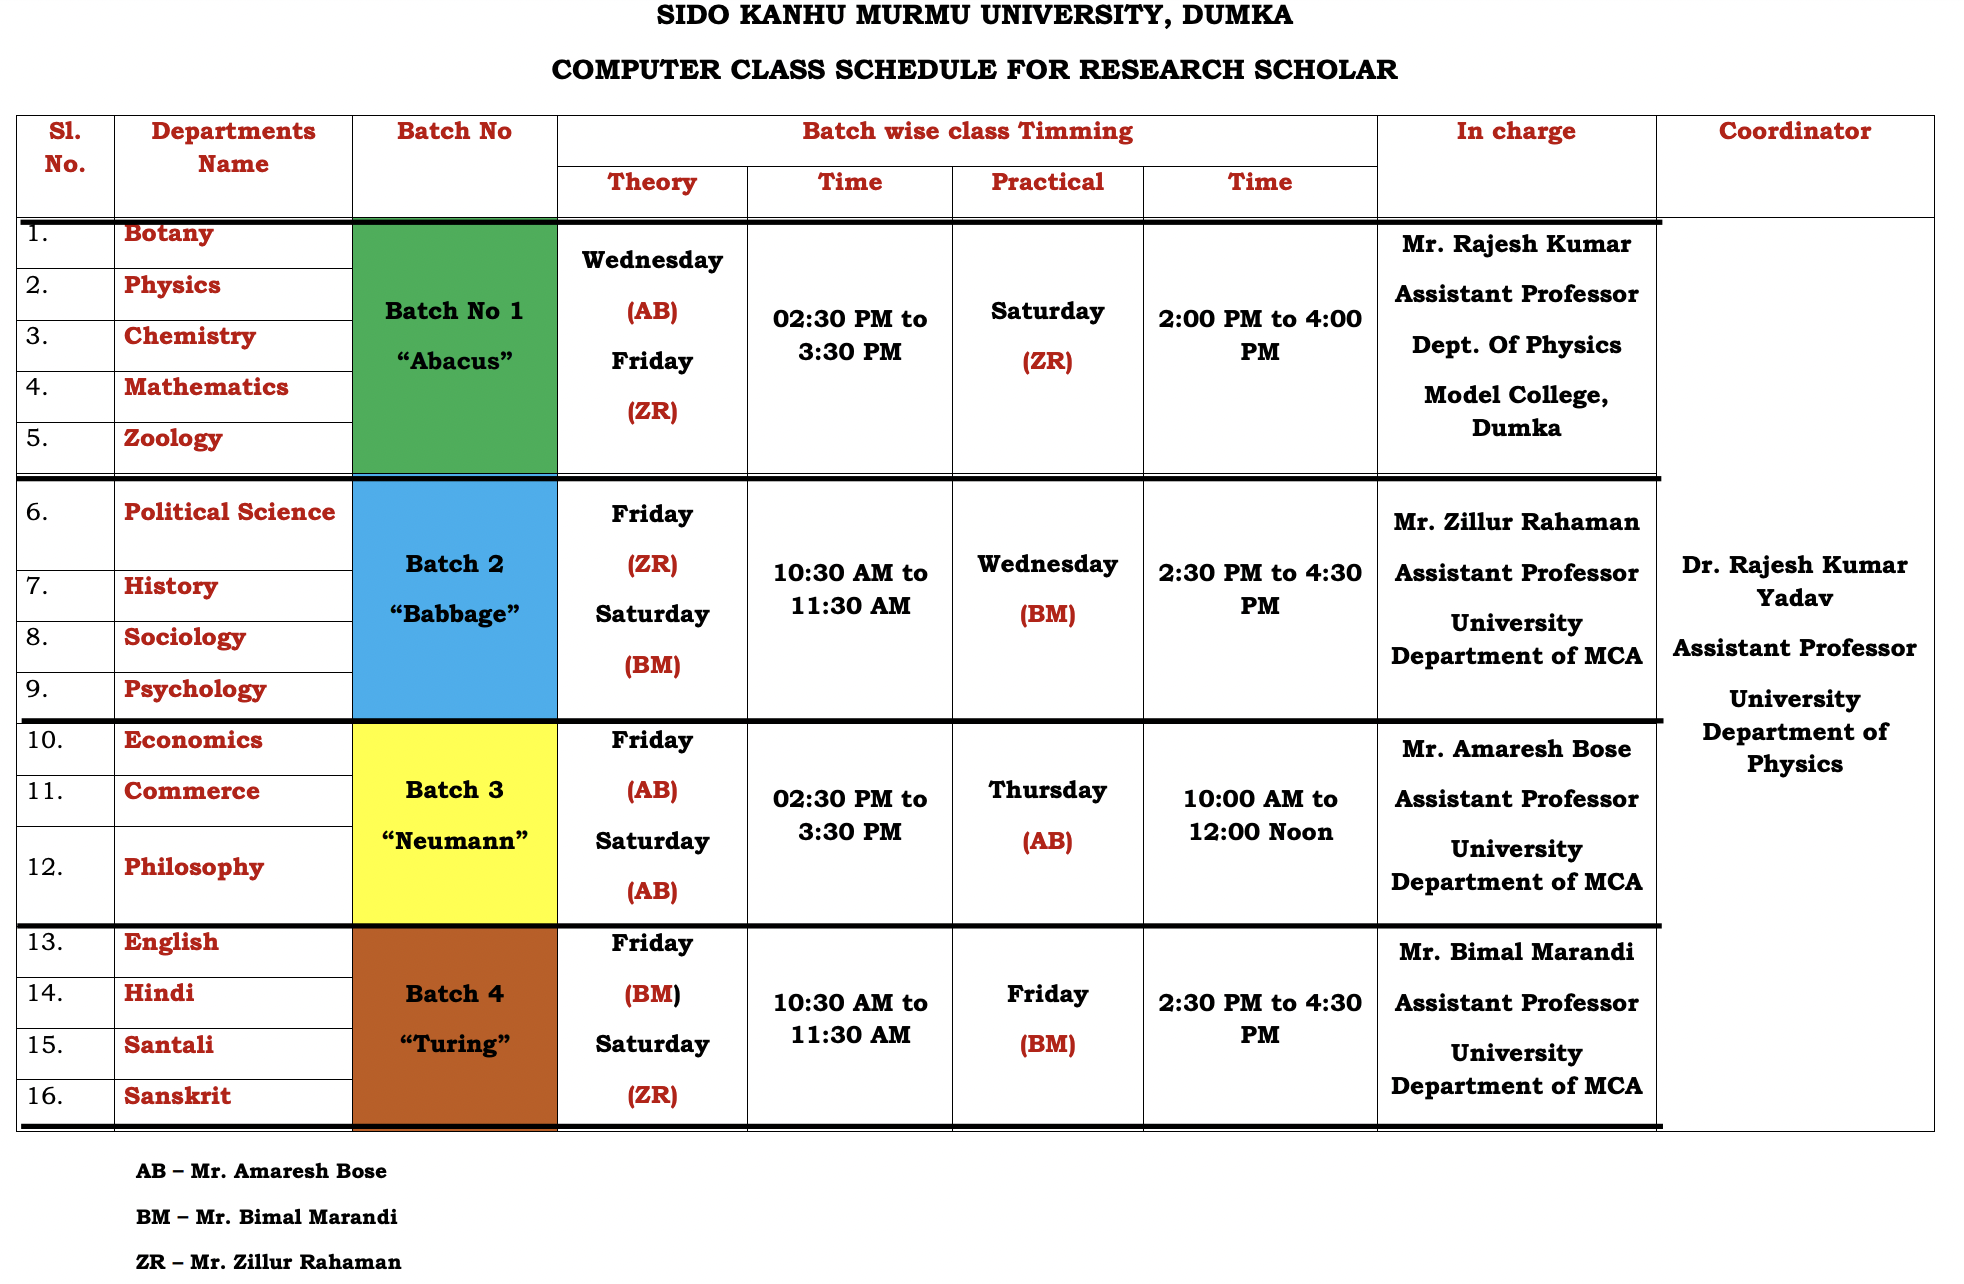 SIDO KANHU MURMU UNIVERSITY, DUMKA
COMPUTER CLASS SCHEDULE FOR RESEARCH SCHOLAR
Sl. No.
Departments Name
Batch No
Batch wise class Timming
In charge
Coordinator
Theory
Time
Practical
Time
1. Botany
2. Physics
3. Chemistry
4. Mathematics
5. Zoology
Batch No 1
“Abacus”
Wednesday
(AB)
Friday
(ZR)
02:30 PM to
3:30 PM
Saturday
(ZR)
2:00 PM to 4:00
PM
Mr. Rajesh Kumar
Assistant Professor
Dept. Of Physics
Model College,
Dumka
6. Political Science
7. History
8. Sociology
9. Psychology
Batch 2
“Babbage”
Friday
(ZR)
Saturday
(BM)
10:30 AM to
11:30 AM
Wednesday
(BM)
2:30 PM to 4:30
PM
Mr. Zillur Rahaman
Assistant Professor
University
Department of MCA
Dr. Rajesh Kumar
Yadav
Assistant Professor
University
Department of
Physics
10. Economics
11. Commerce
12. Philosophy
Batch 3
“Neumann”
Friday
(AB)
Saturday
(AB)
02:30 PM to
3:30 PM
Thursday
(AB)
10:00 AM to
12:00 Noon
Mr. Amaresh Bose
Assistant Professor
University
Department of MCA
13. English
14. Hindi
15. Santali
16. Sanskrit
Batch 4
“Turing”
Friday
(BM)
Saturday
(ZR)
10:30 AM to
11:30 AM
Friday
(BM)
2:30 PM to 4:30
PM
Mr. Bimal Marandi
Assistant Professor
University
Department of MCA
AB – Mr. Amaresh Bose
BM – Mr. Bimal Marandi
ZR – Mr. Zillur Rahaman